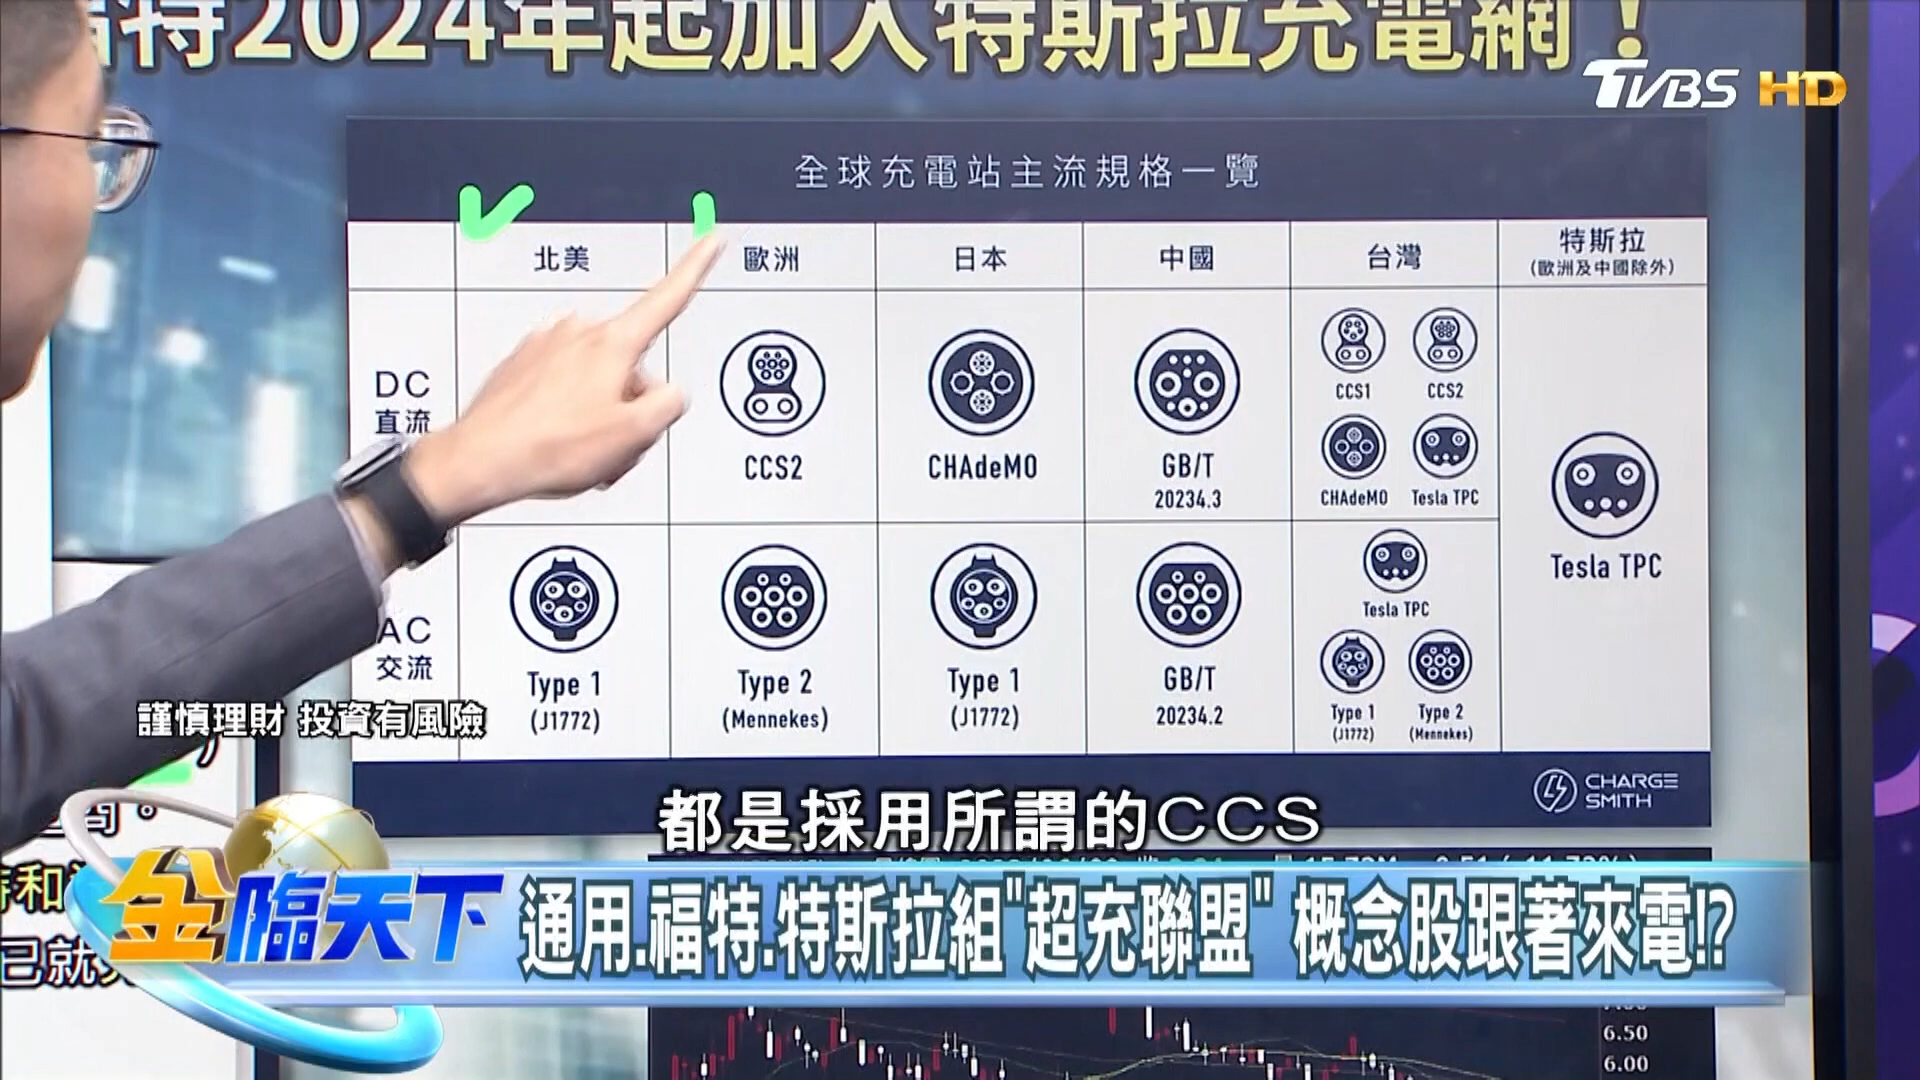 福特2024年起加入特斯拉充電網!
TVBS HD
全球充電站主流規格一覽
北美
歐洲
日本
中國
台灣
特斯拉
(歐洲及中國除外)
DC
直流
CCS2
CHAdeMO
GB/T
20234.3
CCS1
CCS2
CHAdeMO
Tesla TPC
Tesla TPC
AC
交流
Type 1
(J1772)
Type 2
(Mennekes)
Type 1
(J1772)
GB/T
20234.2
Tesla TPC
Type 1
(J1772)
Type 2
(Mennekes)
謹慎理財 投資有風險
CHARGE
SMITH
都是採用所謂的CCS
金臨天下
通用.福特.特斯拉組"超充聯盟" 概念股跟著來電!?
6.50
6.00